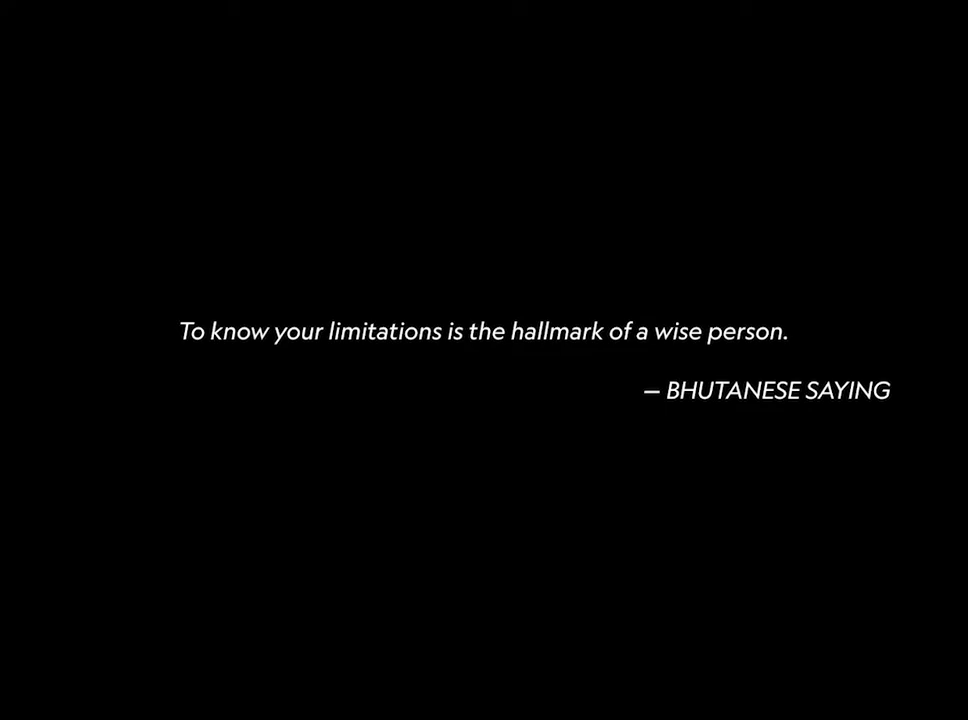 To know your limitations is the hallmark of a wise person.
– BHUTANESE SAYING